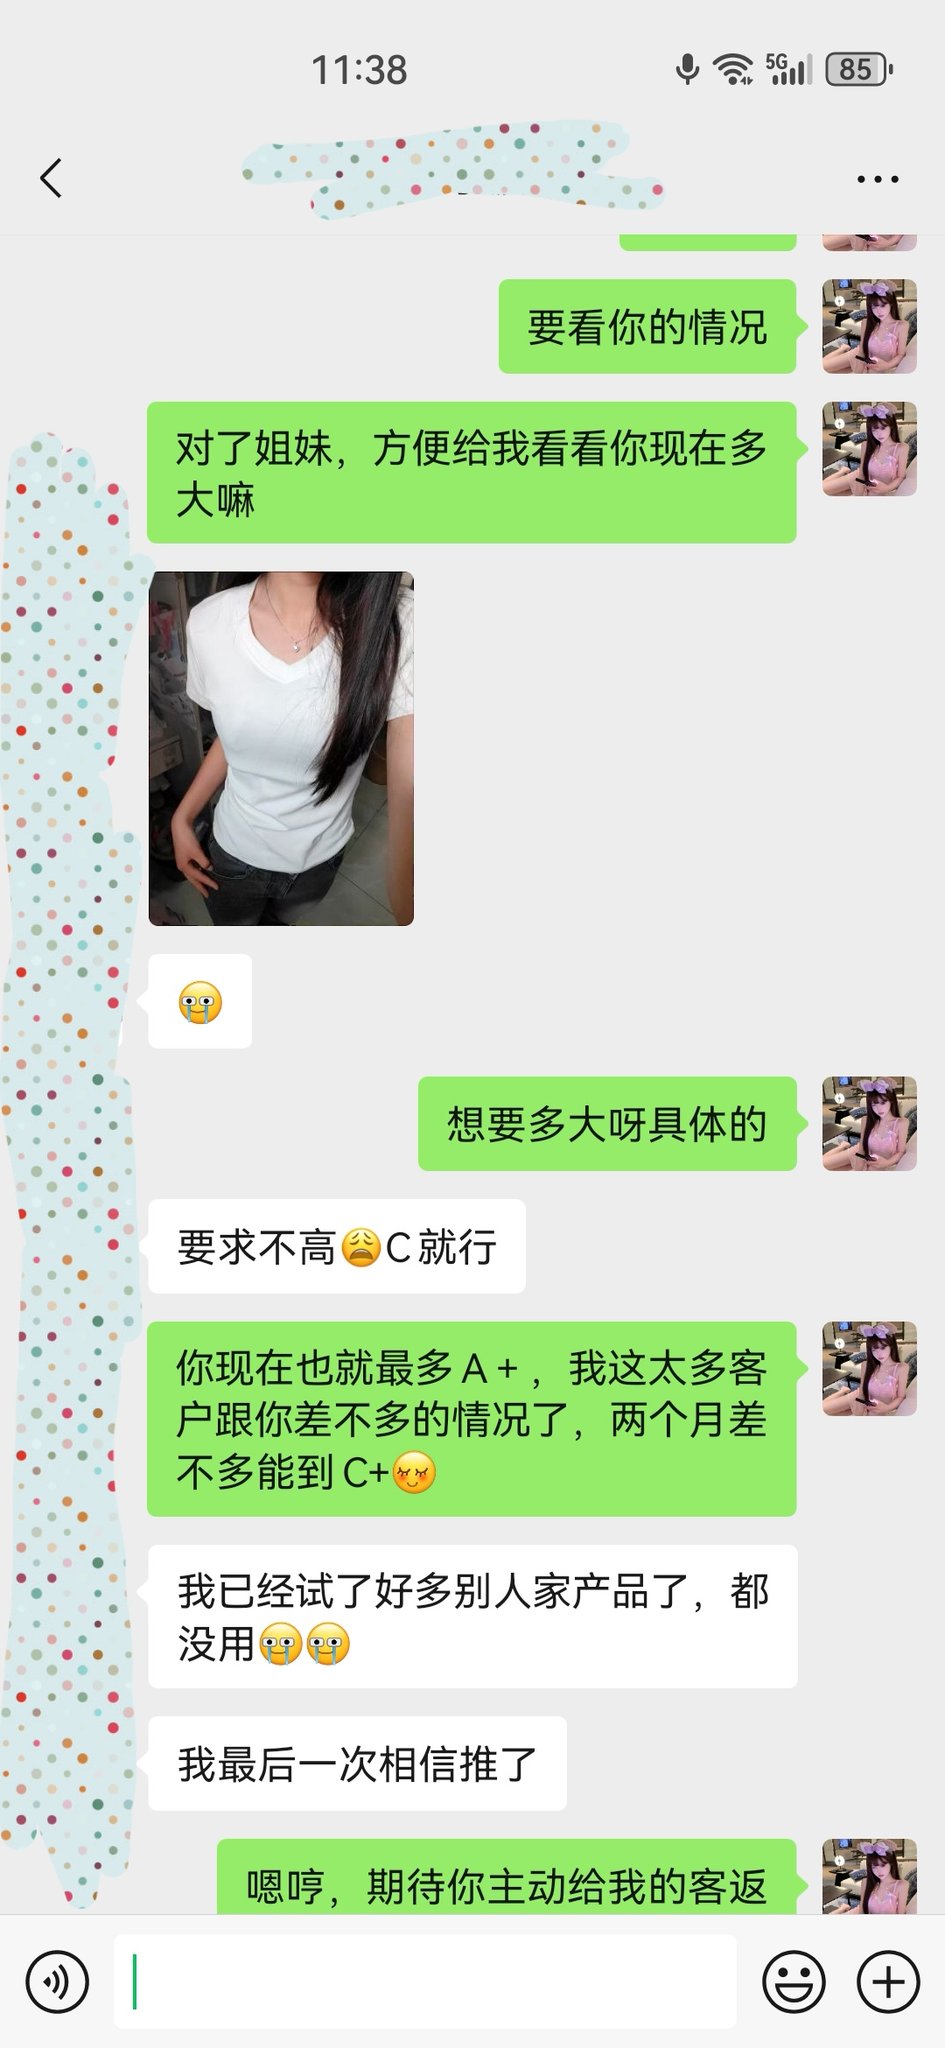 11:38
5G
85
要看你的情况
对了姐妹，方便给我看看你现在多
大嘛
想要多大呀具体的
要求不高😩C就行
你现在也就最多A+，我这太多客
户跟你差不多的情况了，两个月差
不多能到C+
我已经试了好多别人家产品了，都
没用
我最后一次相信推了
嗯哼，期待你主动给我的客返